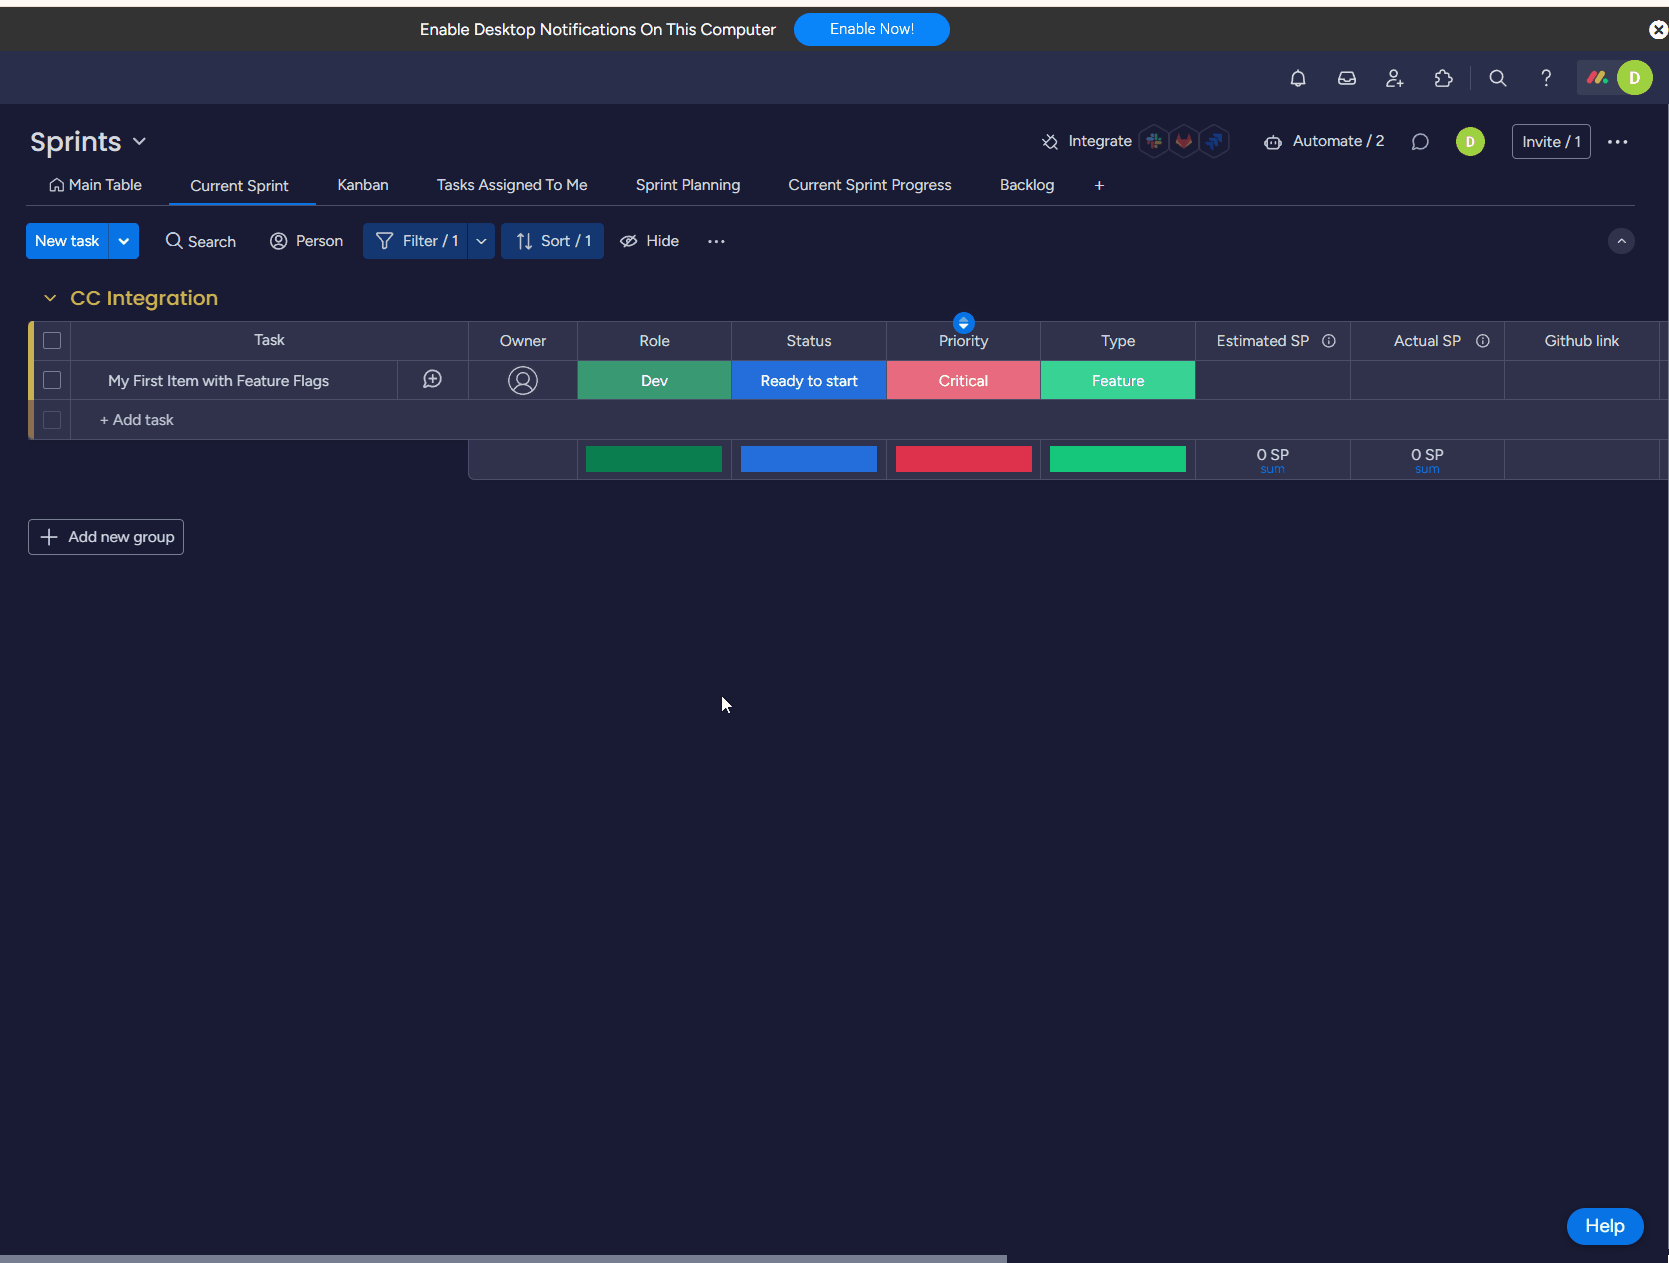 Enable Desktop Notifications On This Computer Enable Now!
D
Sprints Integrate Automate / 2 D Invite / 1
Main Table Current Sprint Kanban Tasks Assigned To Me Sprint Planning Current Sprint Progress Backlog +
New task Search Person Filter / 1 Sort / 1 Hide
CC Integration
Task Owner Role Status Priority Type Estimated SP Actual SP Github link
My First Item with Feature Flags Dev Ready to start Critical Feature
+ Add task
0 SP 0 SP
sum sum
Add new group
Help